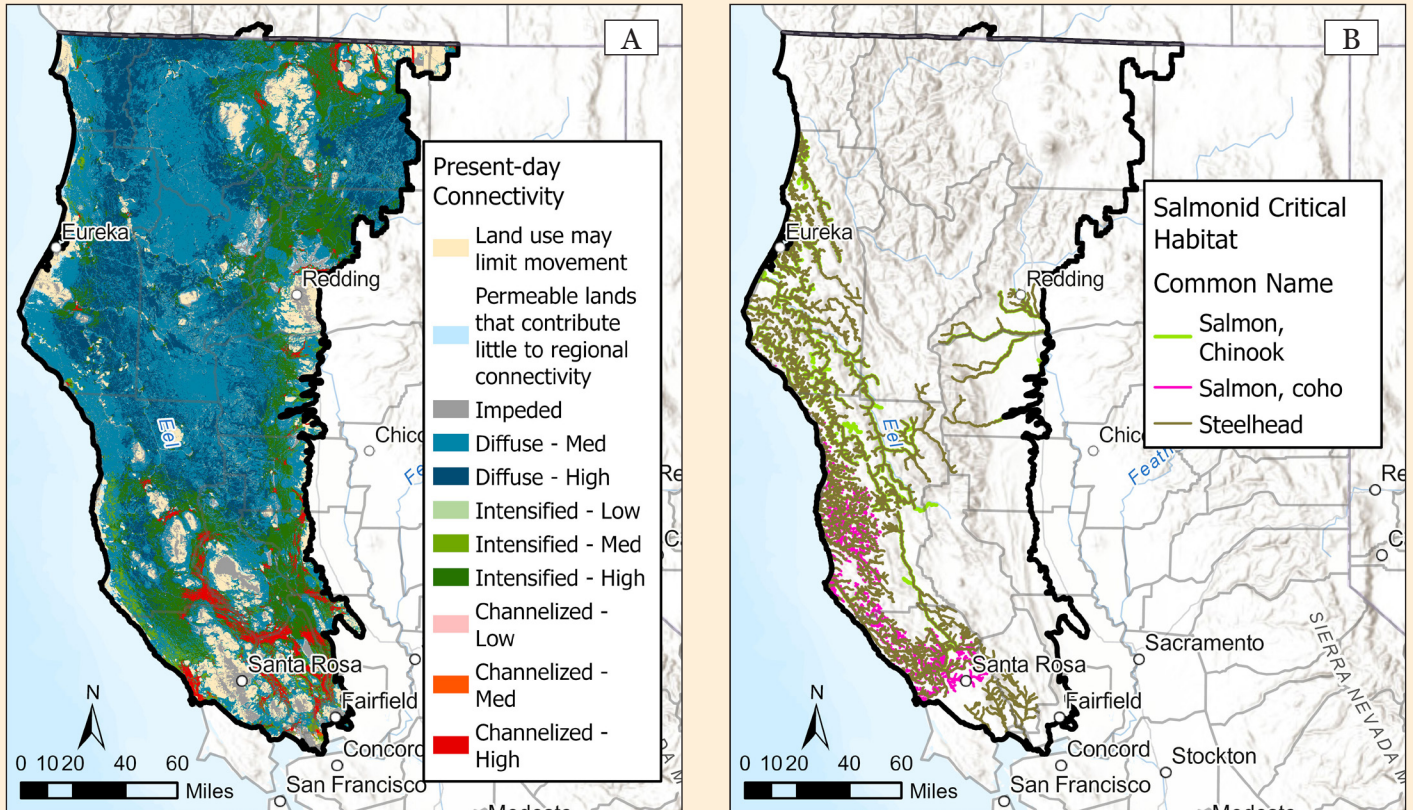 A
Eureka
Redding
Eel
Chico
Santa Rosa
Fairfield
Concord
San Francisco
N
0 10 20 40 60
Miles
Present-day
Connectivity
Land use may
limit movement
Permeable lands
that contribute
little to regional
connectivity
Impeded
Diffuse - Med
Diffuse - High
Intensified - Low
Intensified - Med
Intensified - High
Channelized -
Low
Channelized -
Med
Channelized -
High
B
Eureka
Redding
Eel
Chico
Feath
Santa Rosa
Fairfield
Concord
San Francisco
Sacramento
Stockton
SIERRA NEVADA
N
0 10 20 40 60
Miles
Salmonid Critical
Habitat
Common Name
Salmon,
Chinook
Salmon, coho
Steelhead